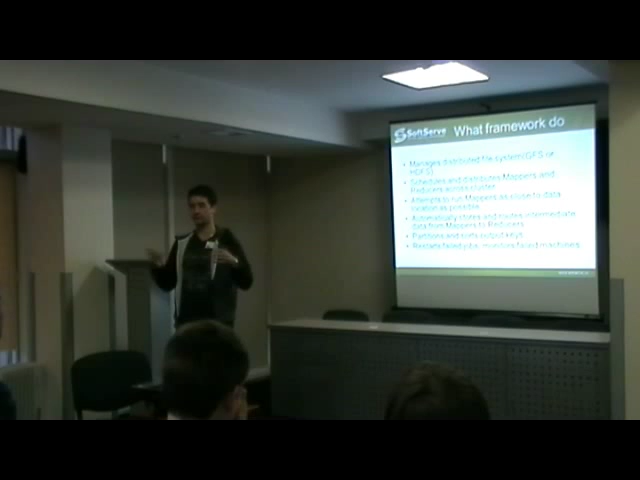 SoftServe
What framework do
• Manages distributed file system (GFS or
HDFS)
• Schedules and distributes Mappers and
Reducers across cluster
• Attempts to run Mappers as close to data
location as possible
• Automatically stores and routes intermediate
data from Mappers to Reducers
• Partitions and sorts output keys
• Restarts failed jobs, monitors failed machines